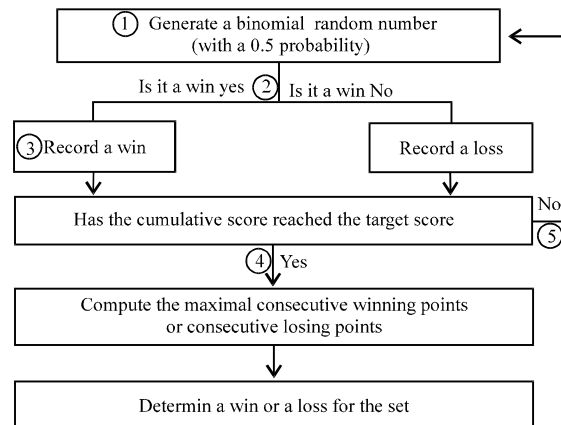 ① Generate a binomial random number
(with a 0.5 probability)
Is it a win yes ② Is it a win No
③ Record a win
Record a loss
Has the cumulative score reached the target score
No
⑤
④ Yes
Compute the maximal consecutive winning points
or consecutive losing points
Determin a win or a loss for the set